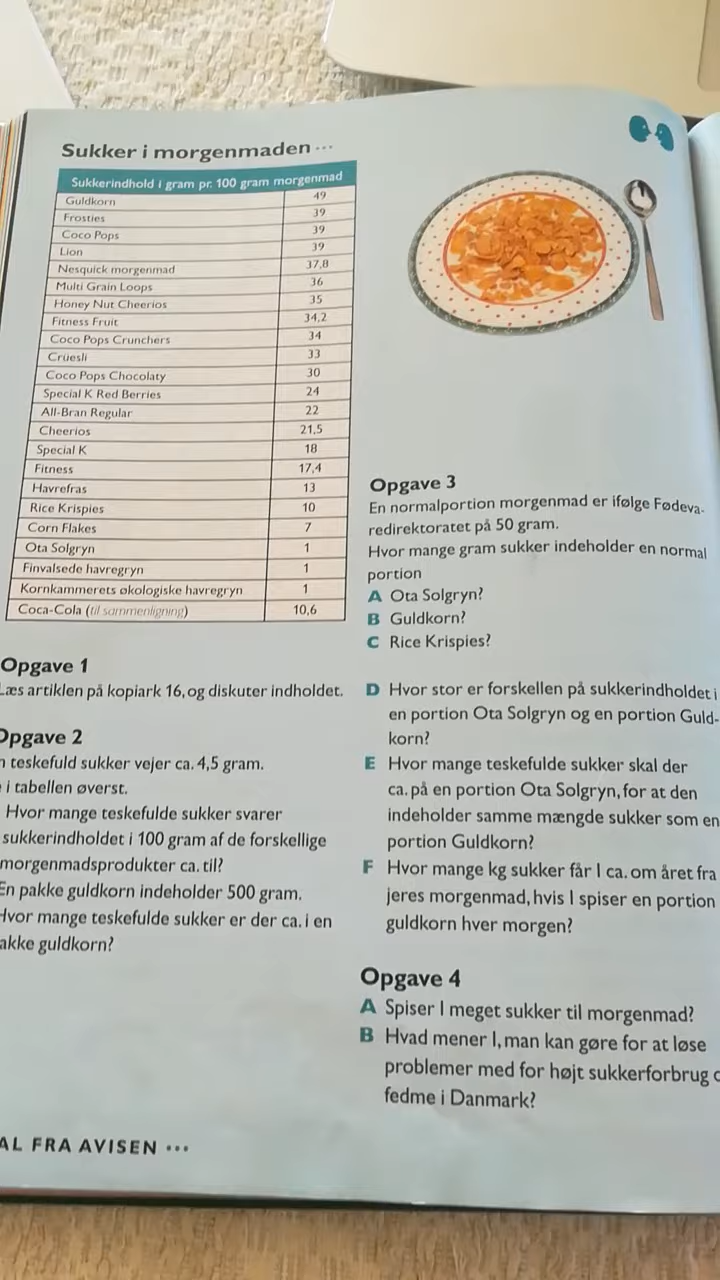 Sukker i morgenmaden ...
Sukkerindhold i gram pr. 100 gram morgenmad
Guldkorn 49
Frosties 39
Coco Pops 39
Lion 39
Nesquick morgenmad 37,8
Multi Grain Loops 36
Honey Nut Cheerios 35
Fitness Fruit 34,2
Coco Pops Crunchers 34
Cruesli 33
Coco Pops Chocolaty 30
Special K Red Berries 24
All-Bran Regular 22
Cheerios 21,5
Special K 18
Fitness 17,4
Havrefras 13
Rice Krispies 10
Corn Flakes 7
Ota Solgryn 1
Finvalsede havregryn 1
Kornkammerets økologiske havregryn 1
Coca-Cola (til sammenligning) 10,6
Opgave 1
Læs artiklen på kopiark 16, og diskuter indholdet.
Opgave 2
teskefuld sukker vejer ca. 4,5 gram.
i tabellen øverst.
Hvor mange teskefulde sukker svarer
sukkerindholdet i 100 gram af de forskellige
morgenmadsprodukter ca. til?
En pakke guldkorn indeholder 500 gram.
Hvor mange teskefulde sukker er der ca. i en
akke guldkorn?
AL FRA AVISEN ...
Opgave 3
En normalportion morgenmad er ifølge Fødeva-
redirektoratet på 50 gram.
Hvor mange gram sukker indeholder en normal
portion
A Ota Solgryn?
B Guldkorn?
C Rice Krispies?
D Hvor stor er forskellen på sukkerindholdet i
en portion Ota Solgryn og en portion Guld-
korn?
E Hvor mange teskefulde sukker skal der
ca. på en portion Ota Solgryn, for at den
indeholder samme mængde sukker som en
portion Guldkorn?
F Hvor mange kg sukker får I ca. om året fra
jeres morgenmad, hvis I spiser en portion
guldkorn hver morgen?
Opgave 4
A Spiser I meget sukker til morgenmad?
B Hvad mener I, man kan gøre for at løse
problemer med for højt sukkerforbrug
fedme i Danmark?